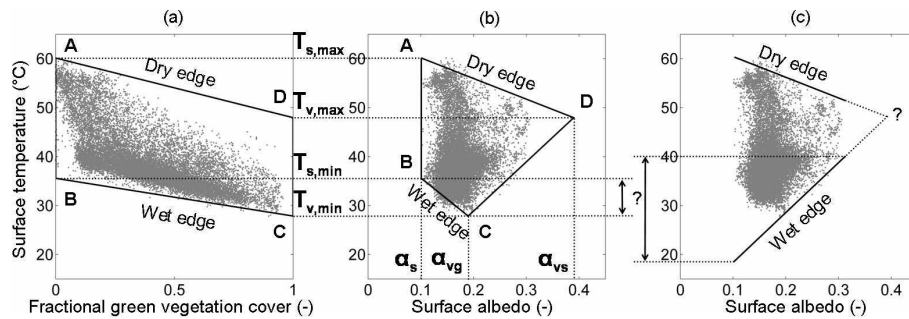 (a)
(b)
(c)
Surface temperature (°C)
60
50
40
30
20
A
Dry edge
D
B
Wet edge
C
0
0.5
1
Fractional green vegetation cover (-)
Ts,max
Tv,max
Ts,min
Tv,min
60
50
40
30
20
A
Dry edge
D
B
Wet edge
C
?
αs
αvg
αvs
0
0.1
0.2
0.3
0.4
Surface albedo (-)
?
60
50
40
30
20
Dry edge
?
Wet edge
0
0.1
0.2
0.3
0.4
Surface albedo (-)